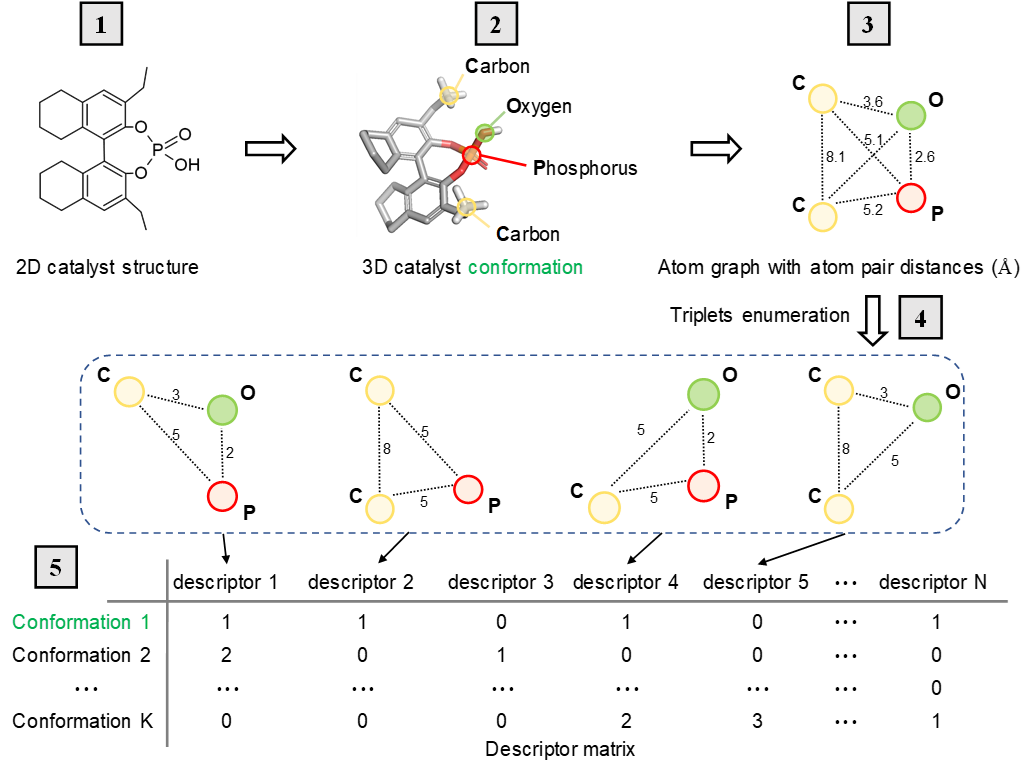 1
2
3
O
O
P
O
OH
Carbon
Oxygen
Phosphorus
Carbon
C
O
3.6
5.1
8.1
2.6
C
5.2
P
2D catalyst structure
3D catalyst conformation
Atom graph with atom pair distances (Å)
Triplets enumeration
4
C
3
O
5
2
P
C
5
8
C
5
P
O
5
2
C
5
P
C
3
O
8
5
C
5
descriptor 1 descriptor 2 descriptor 3 descriptor 4 descriptor 5 ··· descriptor N
Conformation 1 1 1 0 1 0 ··· 1
Conformation 2 2 0 1 0 0 ··· 0
··· ··· ··· ··· ··· ··· ··· 0
Conformation K 0 0 0 2 3 ··· 1
Descriptor matrix